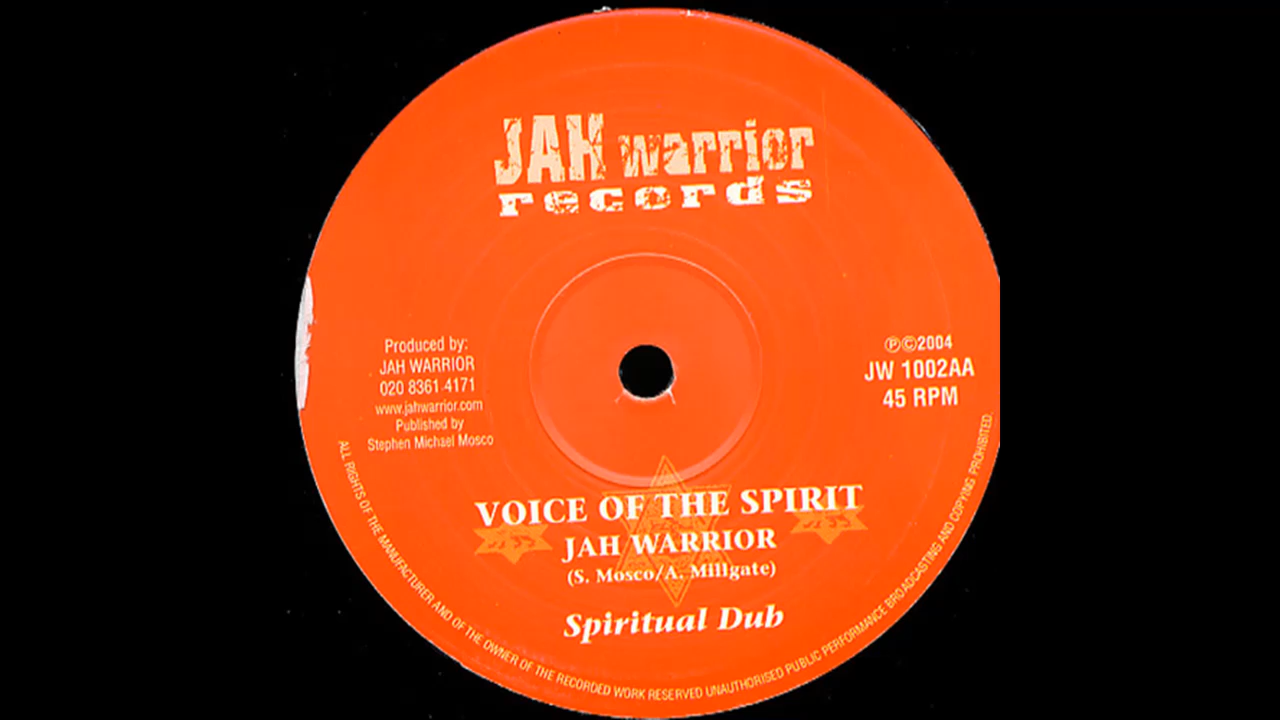 JAH warrior
records
Produced by:
JAH WARRIOR
020 8361 4171
www.jahwarrior.com
Published by
Stephen Michael Mosco
℗©2004
JW 1002AA
45 RPM
VOICE OF THE SPIRIT
JAH WARRIOR
(S. Mosco/A. Millgate)
Spiritual Dub
ALL RIGHTS OF THE MANUFACTURER AND OF THE OWNER OF THE RECORDED WORK RESERVED UNAUTHORISED PUBLIC PERFORMANCE BROADCASTING AND COPYING PROHIBITED.